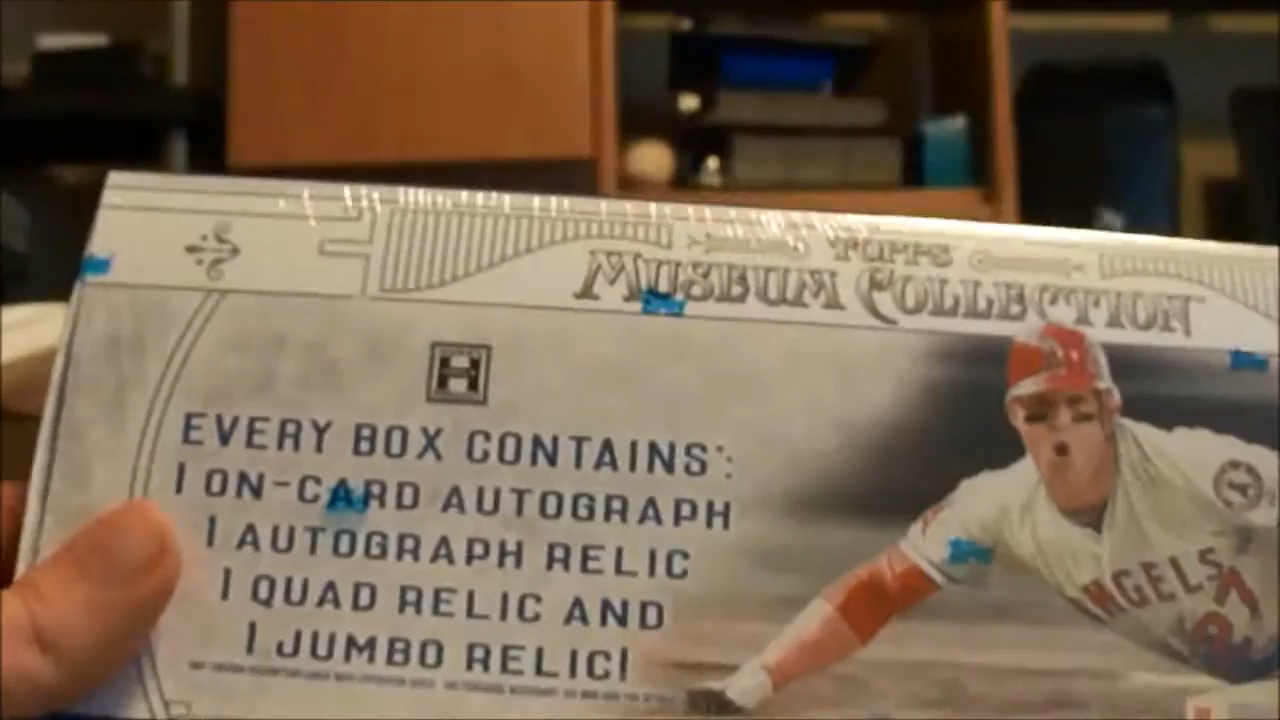 TOPPS
MUSEUM COLLECTION
H
EVERY BOX CONTAINS*:
1 ON-CARD AUTOGRAPH
1 AUTOGRAPH RELIC
1 QUAD RELIC AND
1 JUMBO RELIC!
ANGELS